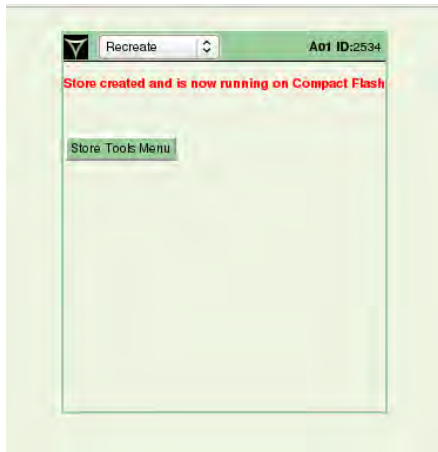 Recreate A01 ID:2534
Store created and is now running on Compact Flash
Store Tools Menu